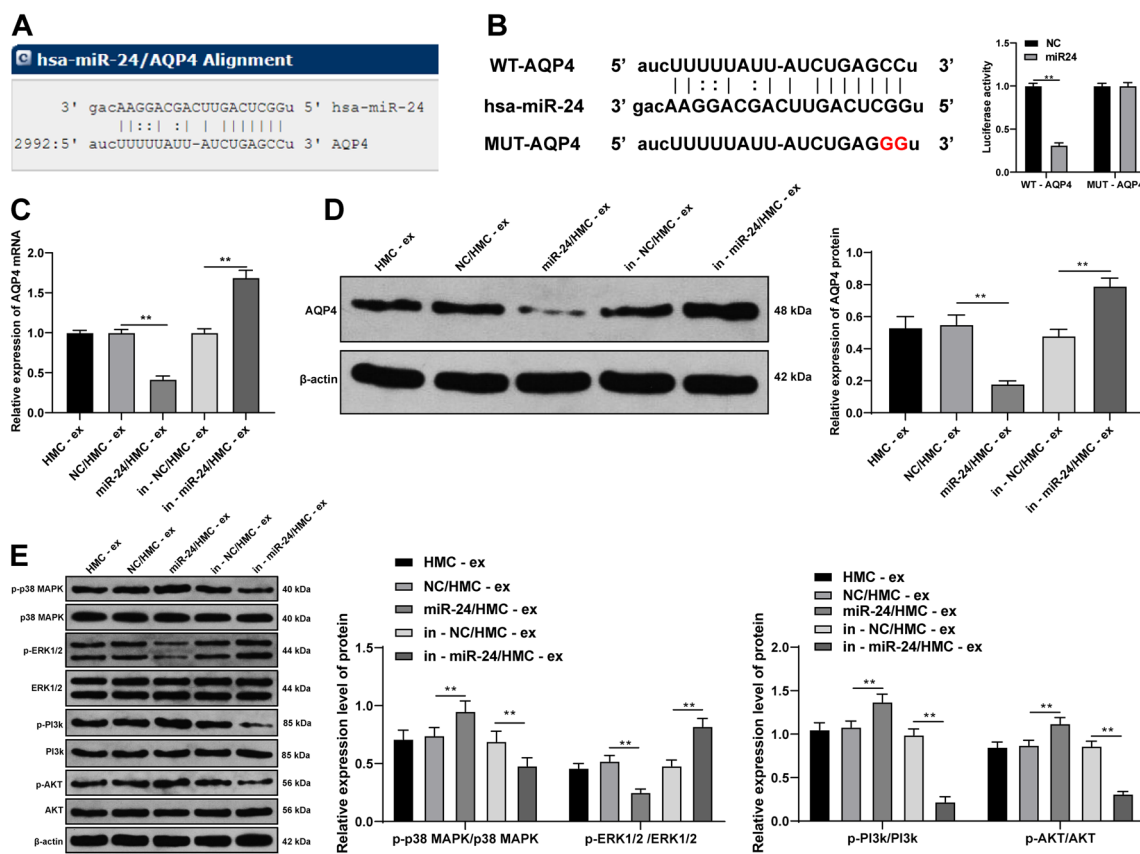 A
hsa-miR-24/AQP4 Alignment
3' gacAAGGACGACUUGACUCGGu 5' hsa-miR-24
||::| :| | |||||||
2992:5' aucUUUUUAUU-AUCUGAGCCu 3' AQP4
B
WT-AQP4 5' aucUUUUUAUU-AUCUGAGCCu 3'
hsa-miR-24 3' gacAAGGACGACUUGACUCGGu 5'
MUT-AQP4 5' aucUUUUUAUU-AUCUGAGGGu 3'
NC
miR24
Luciferase activity
1.5
1.0
0.5
0.0
**
WT - AQP4 MUT - AQP4
C
Relative expression of AQP4 mRNA
2.0
1.5
1.0
0.5
0.0
**
**
HMC - ex
NC/HMC - ex
miR-24/HMC - ex
in - NC/HMC - ex
in - miR-24/HMC - ex
D
HMC - ex
NC/HMC - ex
miR-24/HMC - ex
in - NC/HMC - ex
in - miR-24/HMC - ex
AQP4 48 kDa
β-actin 42 kDa
Relative expression of AQP4 protein
1.0
0.8
0.6
0.4
0.2
0.0
**
**
HMC - ex
NC/HMC - ex
miR-24/HMC - ex
in - NC/HMC - ex
in - miR-24/HMC - ex
E
HMC - ex
NC/HMC - ex
miR-24/HMC - ex
in - NC/HMC - ex
in - miR-24/HMC - ex
p-p38 MAPK 40 kDa
p38 MAPK 40 kDa
p-ERK1/2 44 kDa
ERK1/2 44 kDa
p-PI3k 85 kDa
PI3k 85 kDa
p-AKT 56 kDa
AKT 56 kDa
β-actin 42 kDa
HMC - ex
NC/HMC - ex
miR-24/HMC - ex
in - NC/HMC - ex
in - miR-24/HMC - ex
Relative expression level of protein
1.5
1.0
0.5
0.0
**
**
**
**
p-p38 MAPK/p38 MAPK p-ERK1/2 /ERK1/2
HMC - ex
NC/HMC - ex
miR-24/HMC - ex
in - NC/HMC - ex
in - miR-24/HMC - ex
Relative expression level of protein
2.0
1.5
1.0
0.5
0.0
**
**
**
**
p-PI3k/PI3k p-AKT/AKT